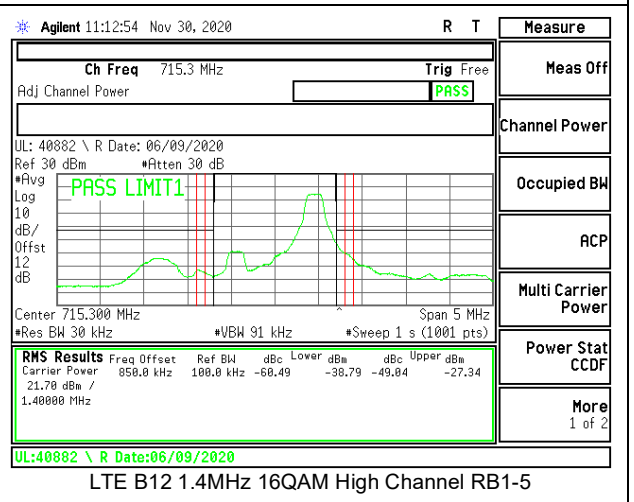 Agilent 11:12:54 Nov 30, 2020 R T
Measure
Ch Freq 715.3 MHz Trig Free
Meas Off
Adj Channel Power PASS
Channel Power
UL: 40882 \ R Date: 06/09/2020
Ref 30 dBm #Atten 30 dB
#Avg
Log
10
dB/
Offst
12
dB
PASS LIMIT1
Occupied BW
ACP
Multi Carrier
Power
Center 715.300 MHz Span 5 MHz
#Res BW 30 kHz #VBW 91 kHz #Sweep 1 s (1001 pts)
Power Stat
CCDF
RMS Results Freq Offset Ref BW dBc Lower dBm dBc Upper dBm
Carrier Power 850.0 kHz 100.0 kHz -60.49 -38.79 -49.04 -27.34
21.70 dBm /
1.40000 MHz
More
1 of 2
UL:40882 \ R Date:06/09/2020
LTE B12 1.4MHz 16QAM High Channel RB1-5